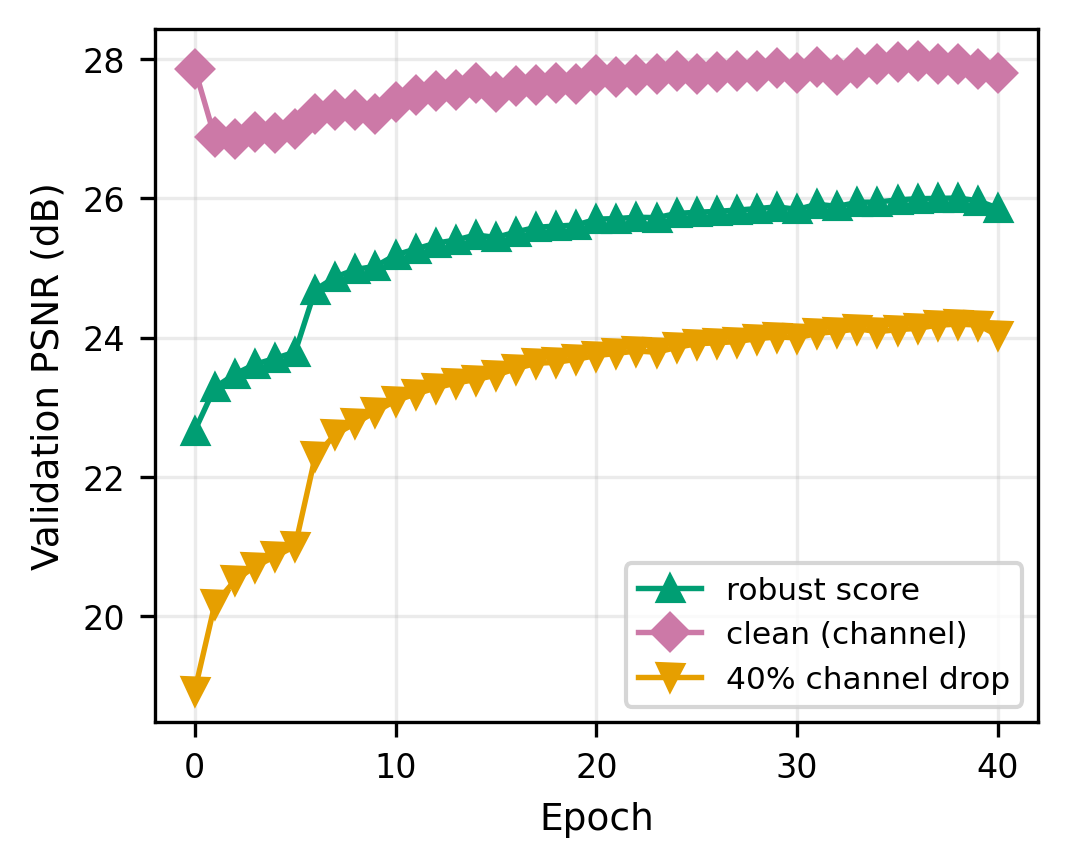 28
26
24
22
20
Validation PSNR (dB)
robust score
clean (channel)
40% channel drop
0 10 20 30 40
Epoch